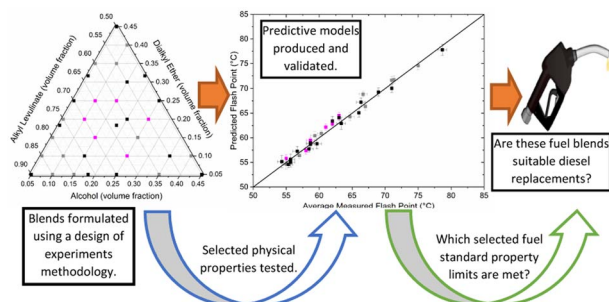 0.45
0.50
0.55
0.60
0.65
0.70
0.75
0.80
0.85
0.90
0.45
0.40
0.35
0.30
0.25
0.20
0.15
0.10
0.05
0.05 0.10 0.15 0.20 0.25 0.30 0.35 0.40 0.45
Alkyl Levulinate (volume fraction)
Dialkyl Ether (volume fraction)
Alcohol (volume fraction)
Blends formulated
using a design of
experiments
methodology.
Predictive models
produced and
validated.
Predicted Flash Point (°C)
85
80
75
70
65
60
55
50
50 55 60 65 70 75 80 85
Average Measured Flash Point (°C)
Selected physical
properties tested.
Are these fuel blends
suitable diesel
replacements?
Which selected fuel
standard property
limits are met?